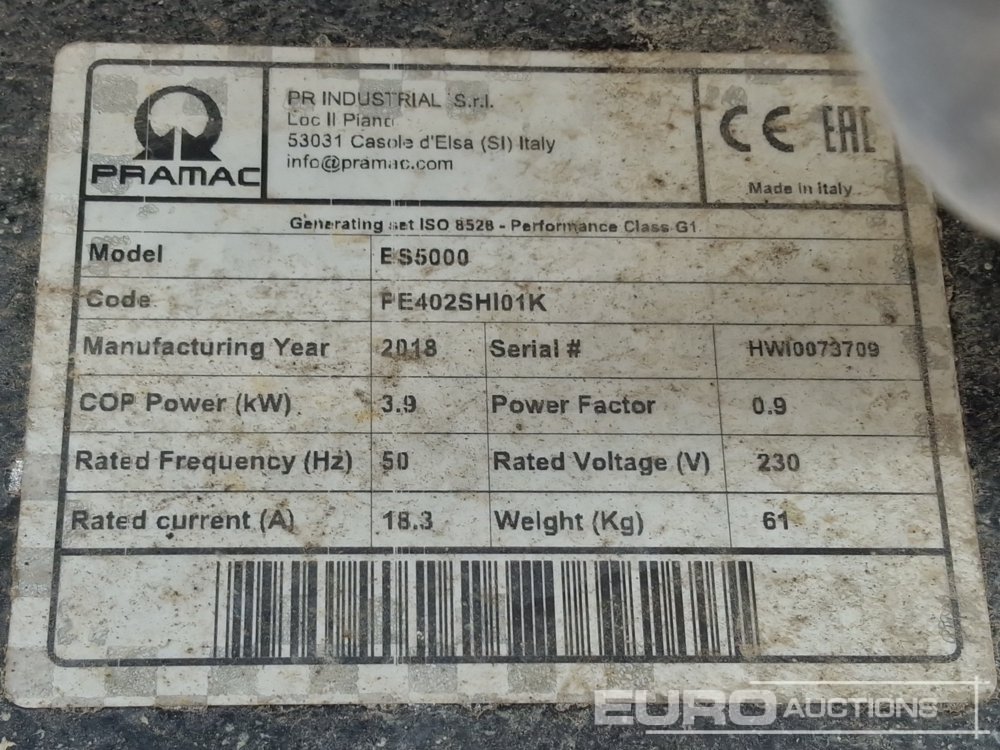 PRAMAC
PR INDUSTRIAL S.r.l.
Loc Il Piano
53031 Casole d'Elsa (SI) Italy
info@pramac.com
CE EAC
Made in Italy
Generating set ISO 8528 - Performance Class G1
Model ES5000
Code PE402SHI01K
Manufacturing Year 2018 Serial # HWI0073709
COP Power (kW) 3.9 Power Factor 0.9
Rated Frequency (Hz) 50 Rated Voltage (V) 230
Rated current (A) 18.3 Weight (Kg) 61
EURO AUCTIONS